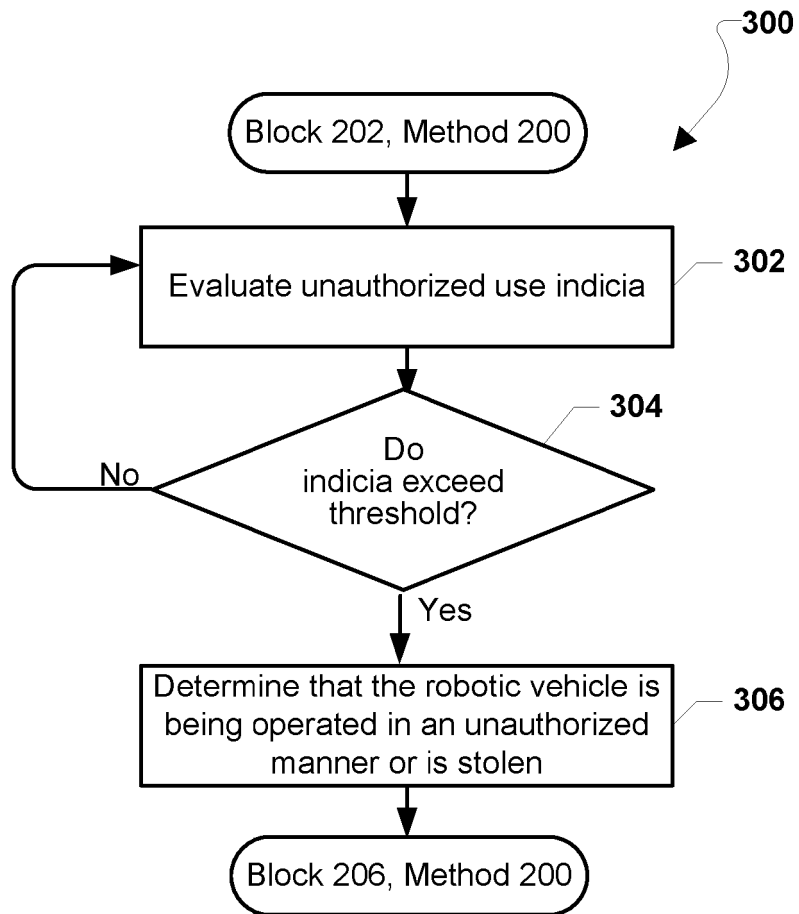 300
Block 202, Method 200
Evaluate unauthorized use indicia
302
304
Do
indicia exceed
threshold?
No
Yes
Determine that the robotic vehicle is
being operated in an unauthorized
manner or is stolen
306
Block 206, Method 200